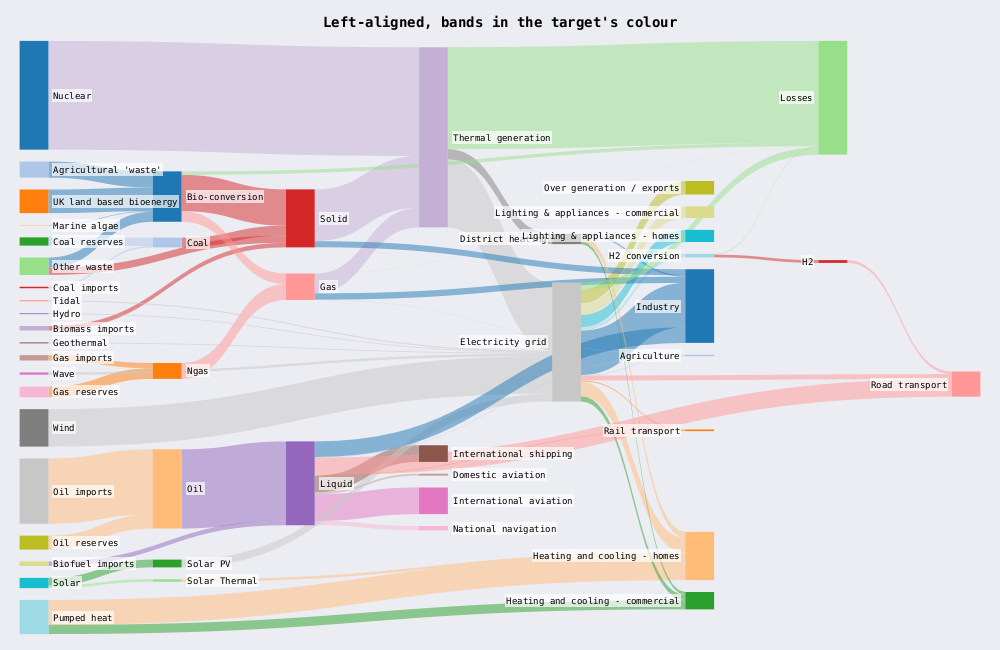 Left-aligned, bands in the target's colour
Nuclear
Agricultural 'waste'
UK land based bioenergy
Marine algae
Coal reserves
Other waste
Coal imports
Tidal
Hydro
Biomass imports
Geothermal
Gas imports
Wave
Gas reserves
Wind
Oil imports
Oil reserves
Biofuel imports
Solar
Pumped heat
Bio-conversion
Coal
Ngas
Oil
Solar PV
Solar Thermal
Solid
Gas
Liquid
Thermal generation
International shipping
Domestic aviation
International aviation
National navigation
District heating
Electricity grid
Over generation / exports
Lighting & appliances - commercial
Lighting & appliances - homes
H2 conversion
Industry
Agriculture
Rail transport
Heating and cooling - homes
Heating and cooling - commercial
Losses
H2
Road transport